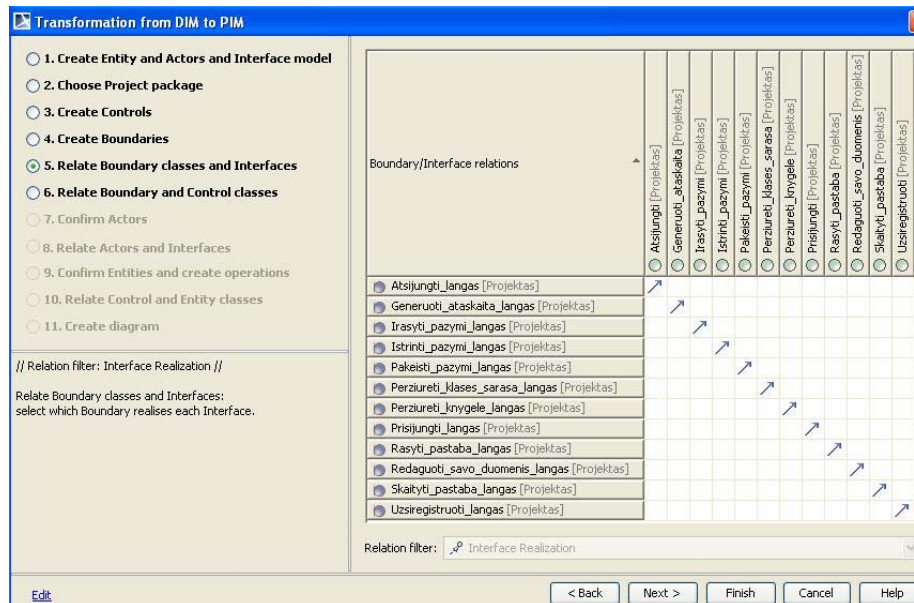 Transformation from DIM to PIM
1. Create Entity and Actors and Interface model
2. Choose Project package
3. Create Controls
4. Create Boundaries
5. Relate Boundary classes and Interfaces
6. Relate Boundary and Control classes
7. Confirm Actors
8. Relate Actors and Interfaces
9. Confirm Entities and create operations
10. Relate Control and Entity classes
11. Create diagram
// Relation filter: Interface Realization //
Relate Boundary classes and Interfaces:
select which Boundary realises each Interface.
Edit
Boundary/Interface relations
Atsijungti [Projektas]
Generuoti_ataskaita [Projektas]
Irasyti_pazymi [Projektas]
Istrinti_pazymi [Projektas]
Pakeisti_pazymi [Projektas]
Perziureti_klases_sarasa [Projektas]
Perziureti_knygele [Projektas]
Prisijungti [Projektas]
Rasyti_pastaba [Projektas]
Redaguoti_savo_duomenis [Projektas]
Skaityti_pastaba [Projektas]
Uzsiregistruoti [Projektas]
Atsijungti_langas [Projektas]
Generuoti_ataskaita_langas [Projektas]
Irasyti_pazymi_langas [Projektas]
Istrinti_pazymi_langas [Projektas]
Pakeisti_pazymi_langas [Projektas]
Perziureti_klases_sarasa_langas [Projektas]
Perziureti_knygele_langas [Projektas]
Prisijungti_langas [Projektas]
Rasyti_pastaba_langas [Projektas]
Redaguoti_savo_duomenis_langas [Projektas]
Skaityti_pastaba_langas [Projektas]
Uzsiregistruoti_langas [Projektas]
Relation filter: Interface Realization
< Back Next > Finish Cancel Help